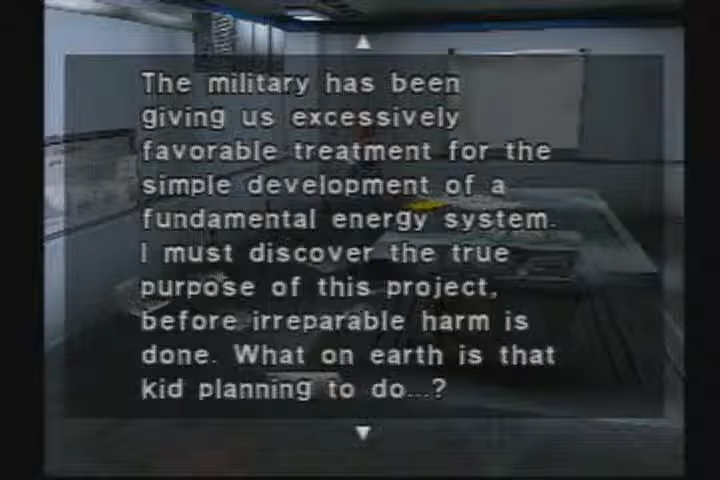 The military has been
giving us excessively
favorable treatment for the
simple development of a
fundamental energy system.
I must discover the true
purpose of this project,
before irreparable harm is
done. What on earth is that
kid planning to do...?